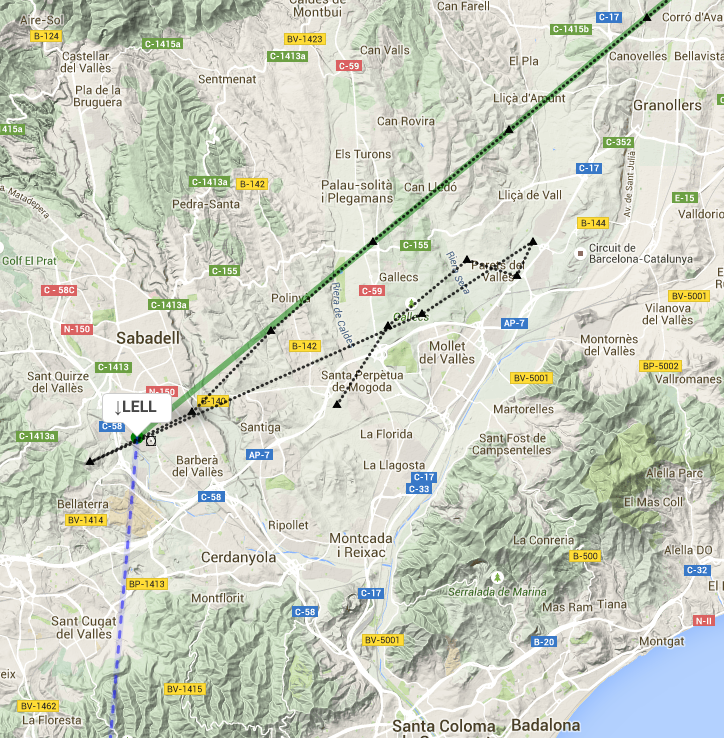 Caldes de
Montbui
Can Farell
C-17
Corró d'Ava
Aire-Sol
B-124
C-1415a
BV-1423
C-1415b
Can Valls
C-1413a
Castellar
del Vallès
C-59
El Pla
Canovelles
Bellavista
Sentmenat
Pla de la
Bruguera
Lliçà d'Amunt
Granollers
1415a
Can Rovira
C-352
Els Turons
C-17
Av. de Sant Julià
C-1413a
B-142
Palau-solità
i Plegamans
Can Lledó
Lliçà de Vall
E-15
a. Matadepera
Pedra-Santa
B-144
Valldorio
C-155
Circuit de
Barcelona-Catalunya
Golf El Prat
C-155
Riera Seca
Parets del
Vallès
Gallecs
C - 58C
C-59
BV-5001
Polinyà
Riera de Caldes
C-1413a
Gallecs
Vilanova
del Vallès
N-150
AP-7
Sabadell
B-142
Mollet
del Vallès
Montornès
del Vallès
C-1413
BP-5002
Sant Quirze
del Vallès
Santa Perpètua
de Mogoda
BV-5001
Vallromanes
N-150
↓LELL
B-140
Martorelles
C-58
Santiga
La Florida
C-1413a
Sant Fost de
Campsentelles
AP-7
Barberà
del Vallès
La Llagosta
Alella Parc
C-17
C-33
Bellaterra
C-58
El Mas Coll
BV-1414
Ripollet
Montcada
i Reixac
La Conreria
Alella DO
Cerdanyola
B-500
C-32
BP-1413
C-17
Serralada de Marina
Montflorit
C-58
Mas Ram
Tiana
El
Sant Cugat
del Vallès
N-II
BV-5001
B-20
Montgat
eix
BV-1415
BV-1462
La Floresta
Santa Coloma
Badalona